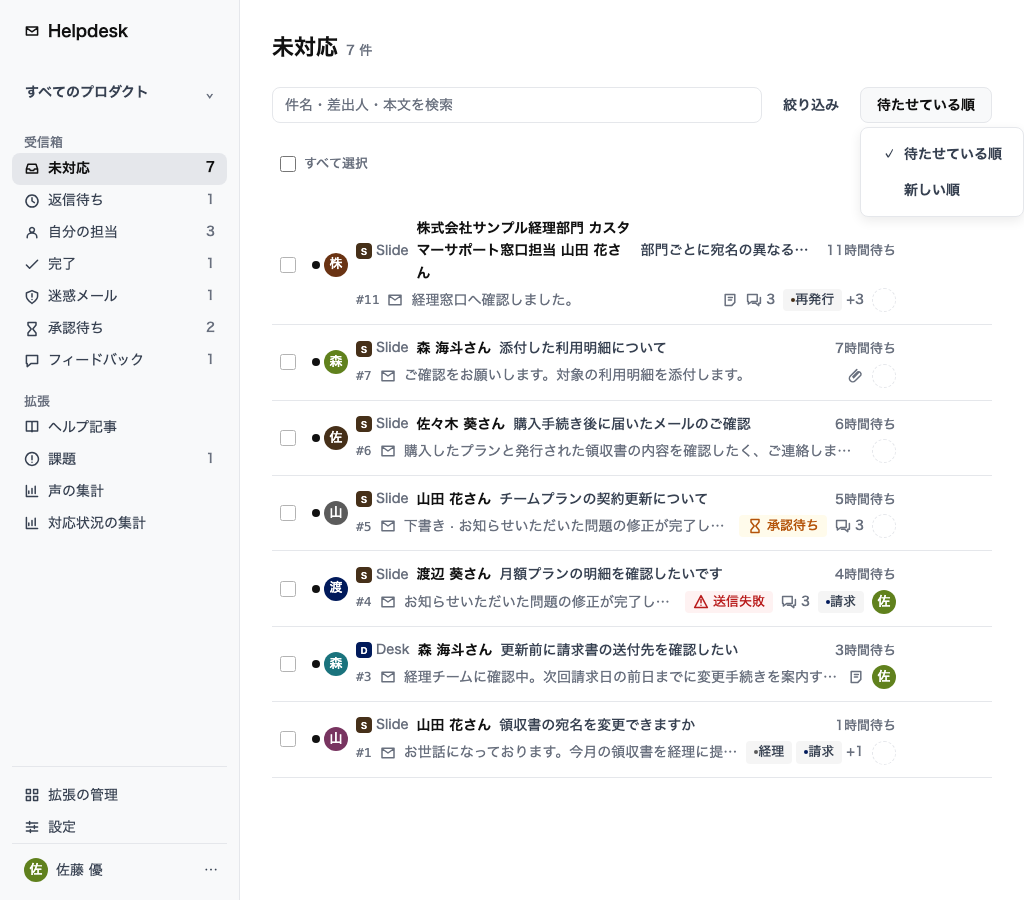 Helpdesk
すべてのプロダクト
受信箱
未対応 7
返信待ち 1
自分の担当 3
完了 1
迷惑メール 1
承認待ち 2
フィードバック 1
拡張
ヘルプ記事
課題 1
声の集計
対応状況の集計
拡張の管理
設定
佐 佐藤 優 …
未対応 7 件
件名・差出人・本文を検索 絞り込み 待たせている順
✓ 待たせている順
新しい順
すべて選択
株 S Slide 株式会社サンプル経理部門 カスタ
マーサポート窓口担当 山田 花さ
ん
部門ごとに宛名の異なる… 11時間待ち
#11 経理窓口へ確認しました。 3 •再発行 +3
森 S Slide 森 海斗さん 添付した利用明細について 7時間待ち
#7 ご確認をお願いします。対象の利用明細を添付します。
佐 S Slide 佐々木 葵さん 購入手続き後に届いたメールのご確認 6時間待ち
#6 購入したプランと発行された領収書の内容を確認したく、ご連絡しま…
山 S Slide 山田 花さん チームプランの契約更新について 5時間待ち
#5 下書き · お知らせいただいた問題の修正が完了し… 承認待ち 3
渡 S Slide 渡辺 葵さん 月額プランの明細を確認したいです 4時間待ち
#4 お知らせいただいた問題の修正が完了し… 送信失敗 3 •請求 佐
森 D Desk 森 海斗さん 更新前に請求書の送付先を確認したい 3時間待ち
#3 経理チームに確認中。次回請求日の前日までに変更手続きを案内す… 佐
山 S Slide 山田 花さん 領収書の宛名を変更できますか 1時間待ち
#1 お世話になっております。今月の領収書を経理に提… •経理 •請求 +1